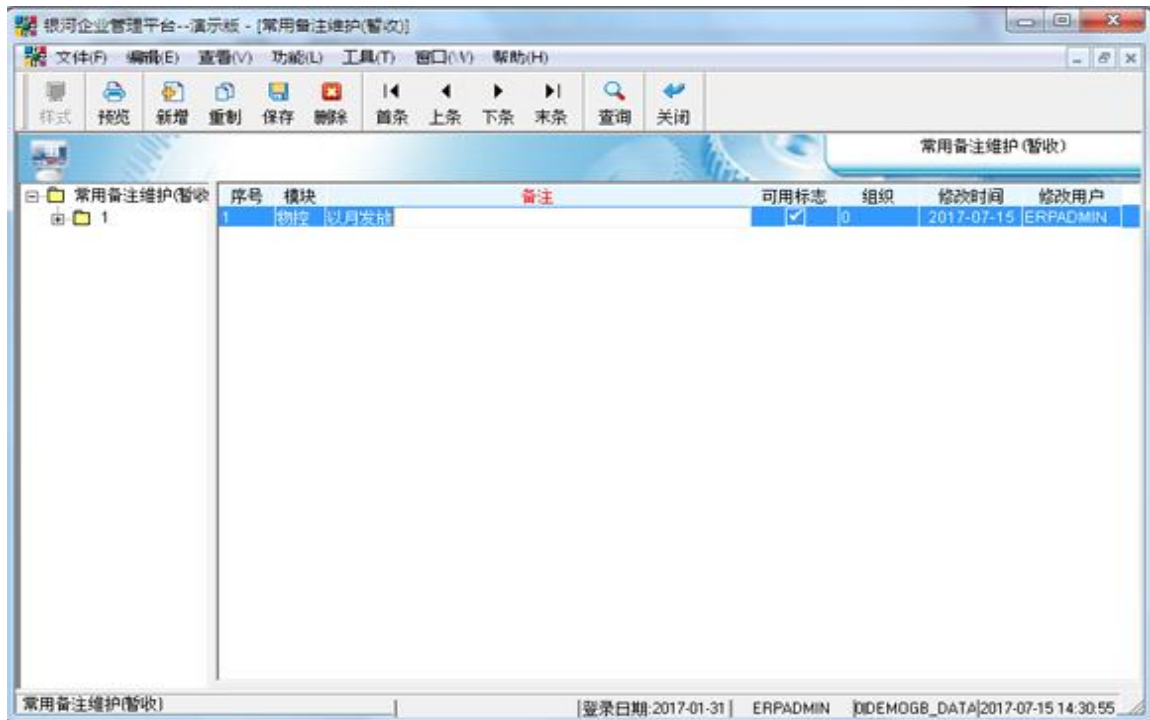 银河企业管理平台--演示版 - [常用备注维护(暂收)]
文件(F) 编辑(E) 查看(V) 功能(L) 工具(T) 窗口(W) 帮助(H)
样式 预览 新增 重制 保存 删除 首条 上条 下条 末条 查询 关闭
常用备注维护(暂收)
常用备注维护(暂收 序号 模块 备注 可用标志 组织 修改时间 修改用户
1 1 物控 以月发放 0 2017-07-15 ERPADMIN
常用备注维护(暂收) 登录日期:2017-01-31 ERPADMIN 2017-07-15 14:30:55